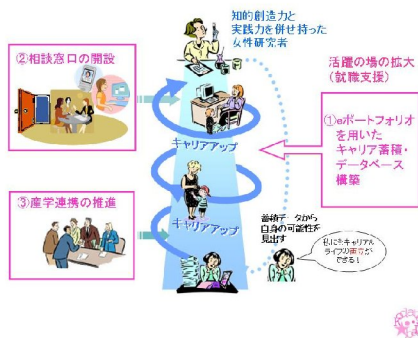 知的創造力と
実践力を併せ持った
女性研究者
②相談窓口の開設
活躍の場の拡大
(就職支援)
①eポートフォリオ
を用いた
キャリア蓄積・
データベース
構築
キャリアアップ
③産学連携の推進
キャリアアップ
蓄積データから
自身の可能性を
見出す
私にもキャリアと
ライフの両立が
できる!